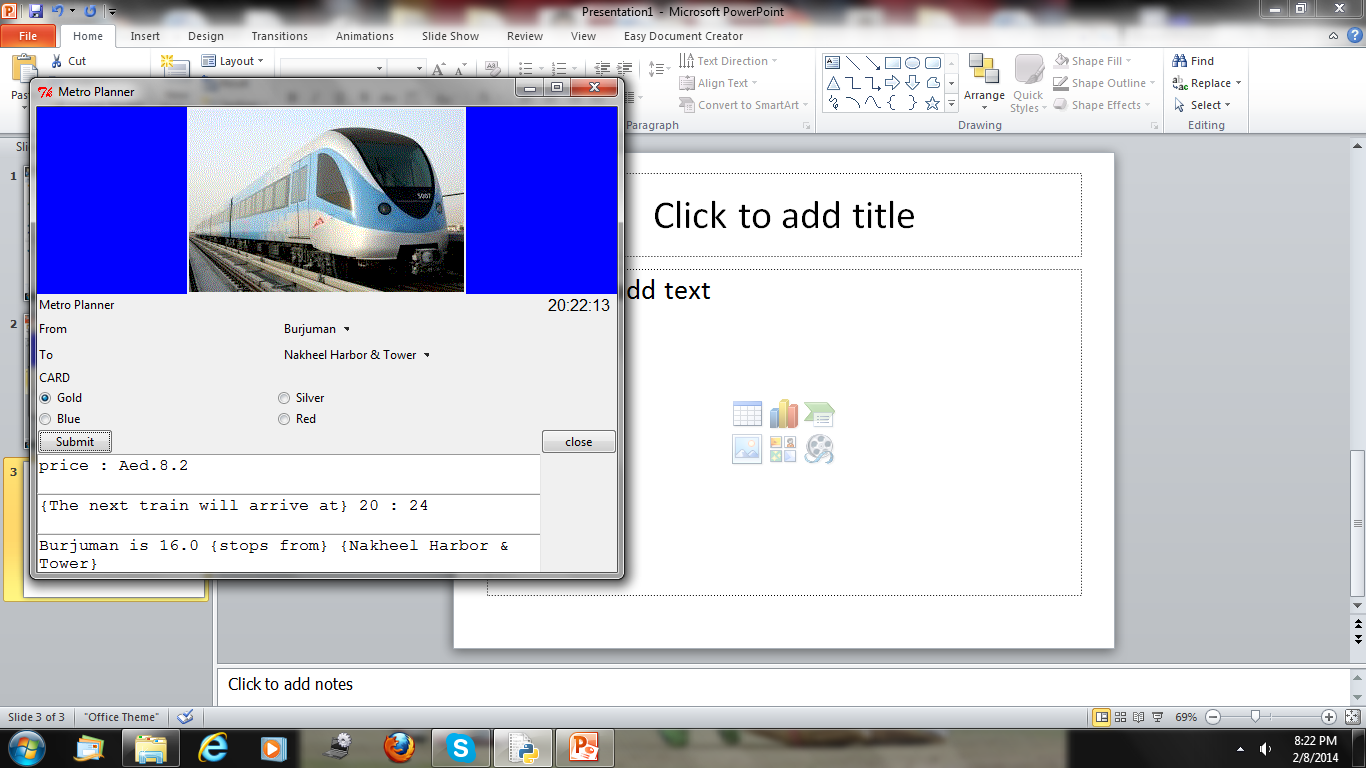 Presentation1 - Microsoft PowerPoint
File Home Insert Design Transitions Animations Slide Show Review View Easy Document Creator
Cut
Layout
Text Direction
Align Text
Convert to SmartArt
Paragraph
Arrange
Quick Styles
Shape Fill
Shape Outline
Shape Effects
Drawing
Find
Replace
Select
Editing
Metro Planner
Metro Planner 20:22:13
From Burjuman
To Nakheel Harbor & Tower
CARD
Gold Silver
Blue Red
Submit close
price : Aed.8.2
{The next train will arrive at} 20 : 24
Burjuman is 16.0 {stops from} {Nakheel Harbor &
Tower}
1
2
3
Click to add title
dd text
Click to add notes
Slide 3 of 3 "Office Theme" 69%
8:22 PM
2/8/2014